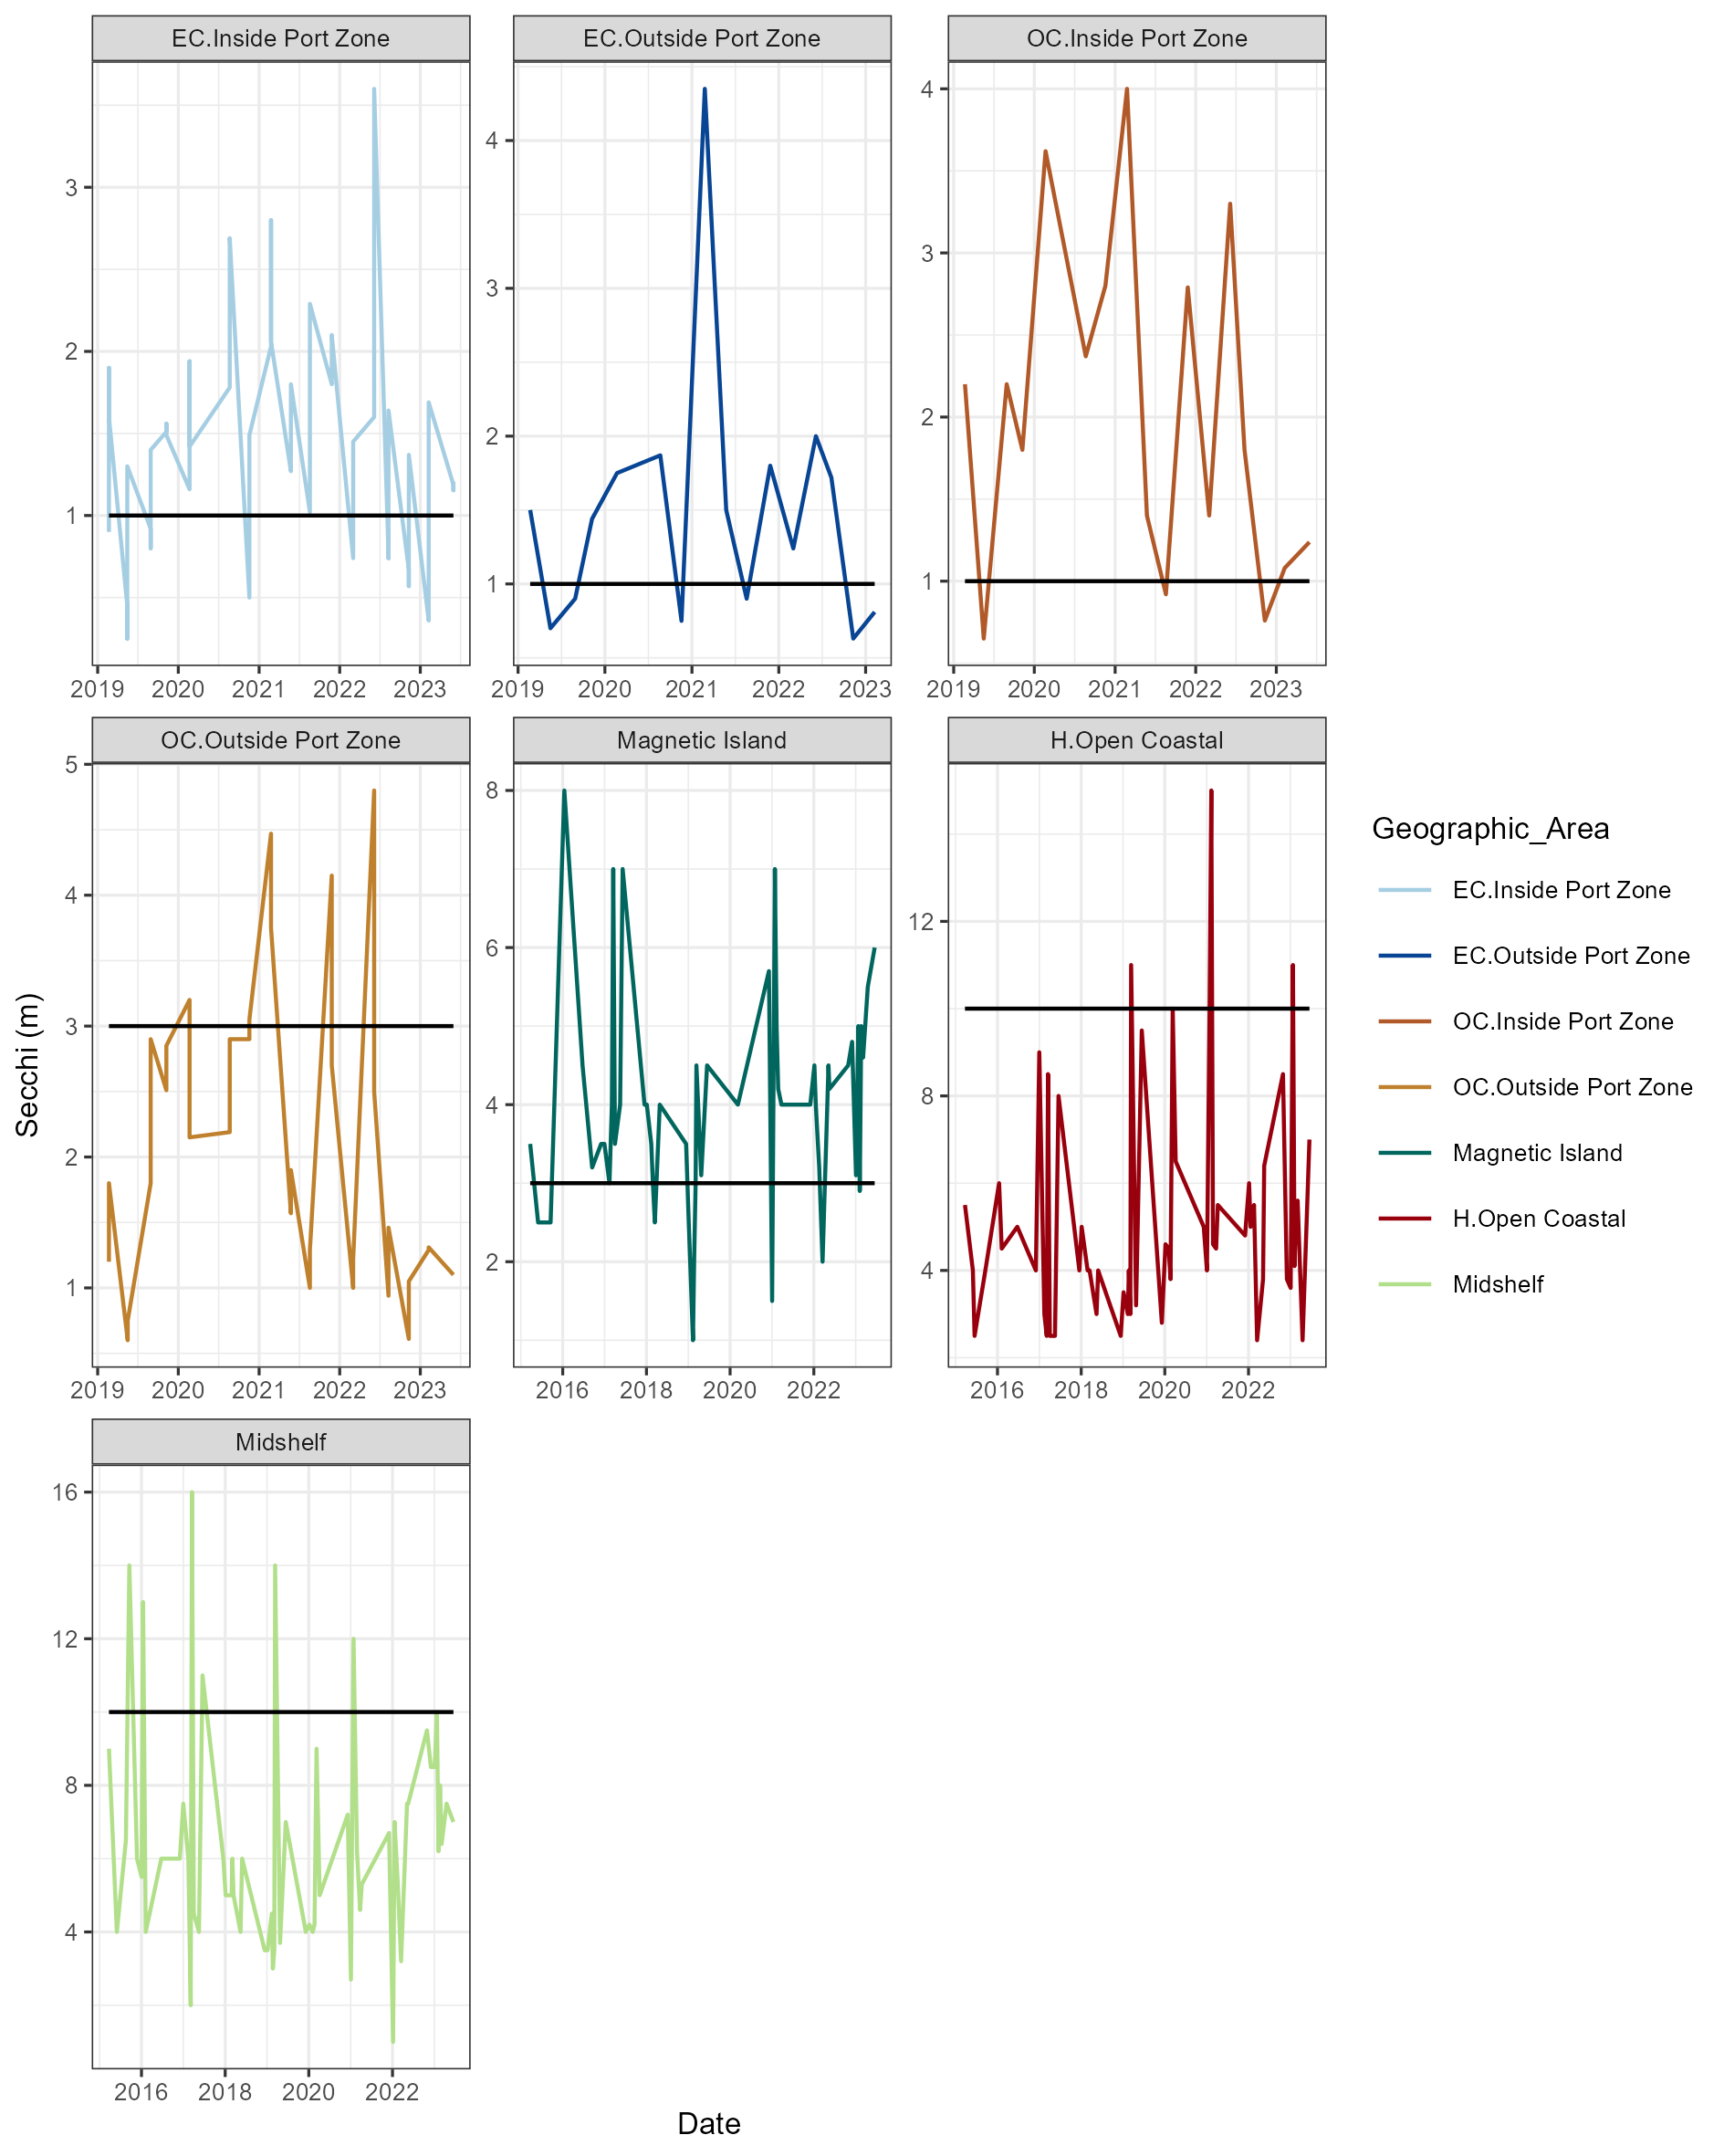 EC.Inside Port Zone EC.Outside Port Zone OC.Inside Port Zone
3
2
1
4
3
2
1
4
3
2
1
2019 2020 2021 2022 2023 2019 2020 2021 2022 2023 2019 2020 2021 2022 2023
OC.Outside Port Zone Magnetic Island H.Open Coastal
5
4
3
2
1
8
6
4
2
12
8
4
2019 2020 2021 2022 2023 2016 2018 2020 2022 2016 2018 2020 2022
Midshelf
16
12
8
4
2016 2018 2020 2022
Secchi (m)
Date
Geographic_Area
EC.Inside Port Zone
EC.Outside Port Zone
OC.Inside Port Zone
OC.Outside Port Zone
Magnetic Island
H.Open Coastal
Midshelf